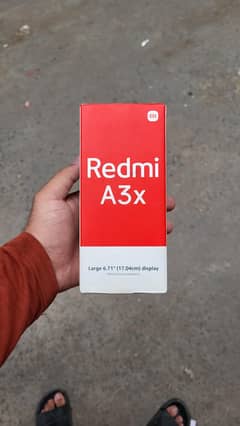 Redmi
A3x
Large 6.71" (17.04cm) display